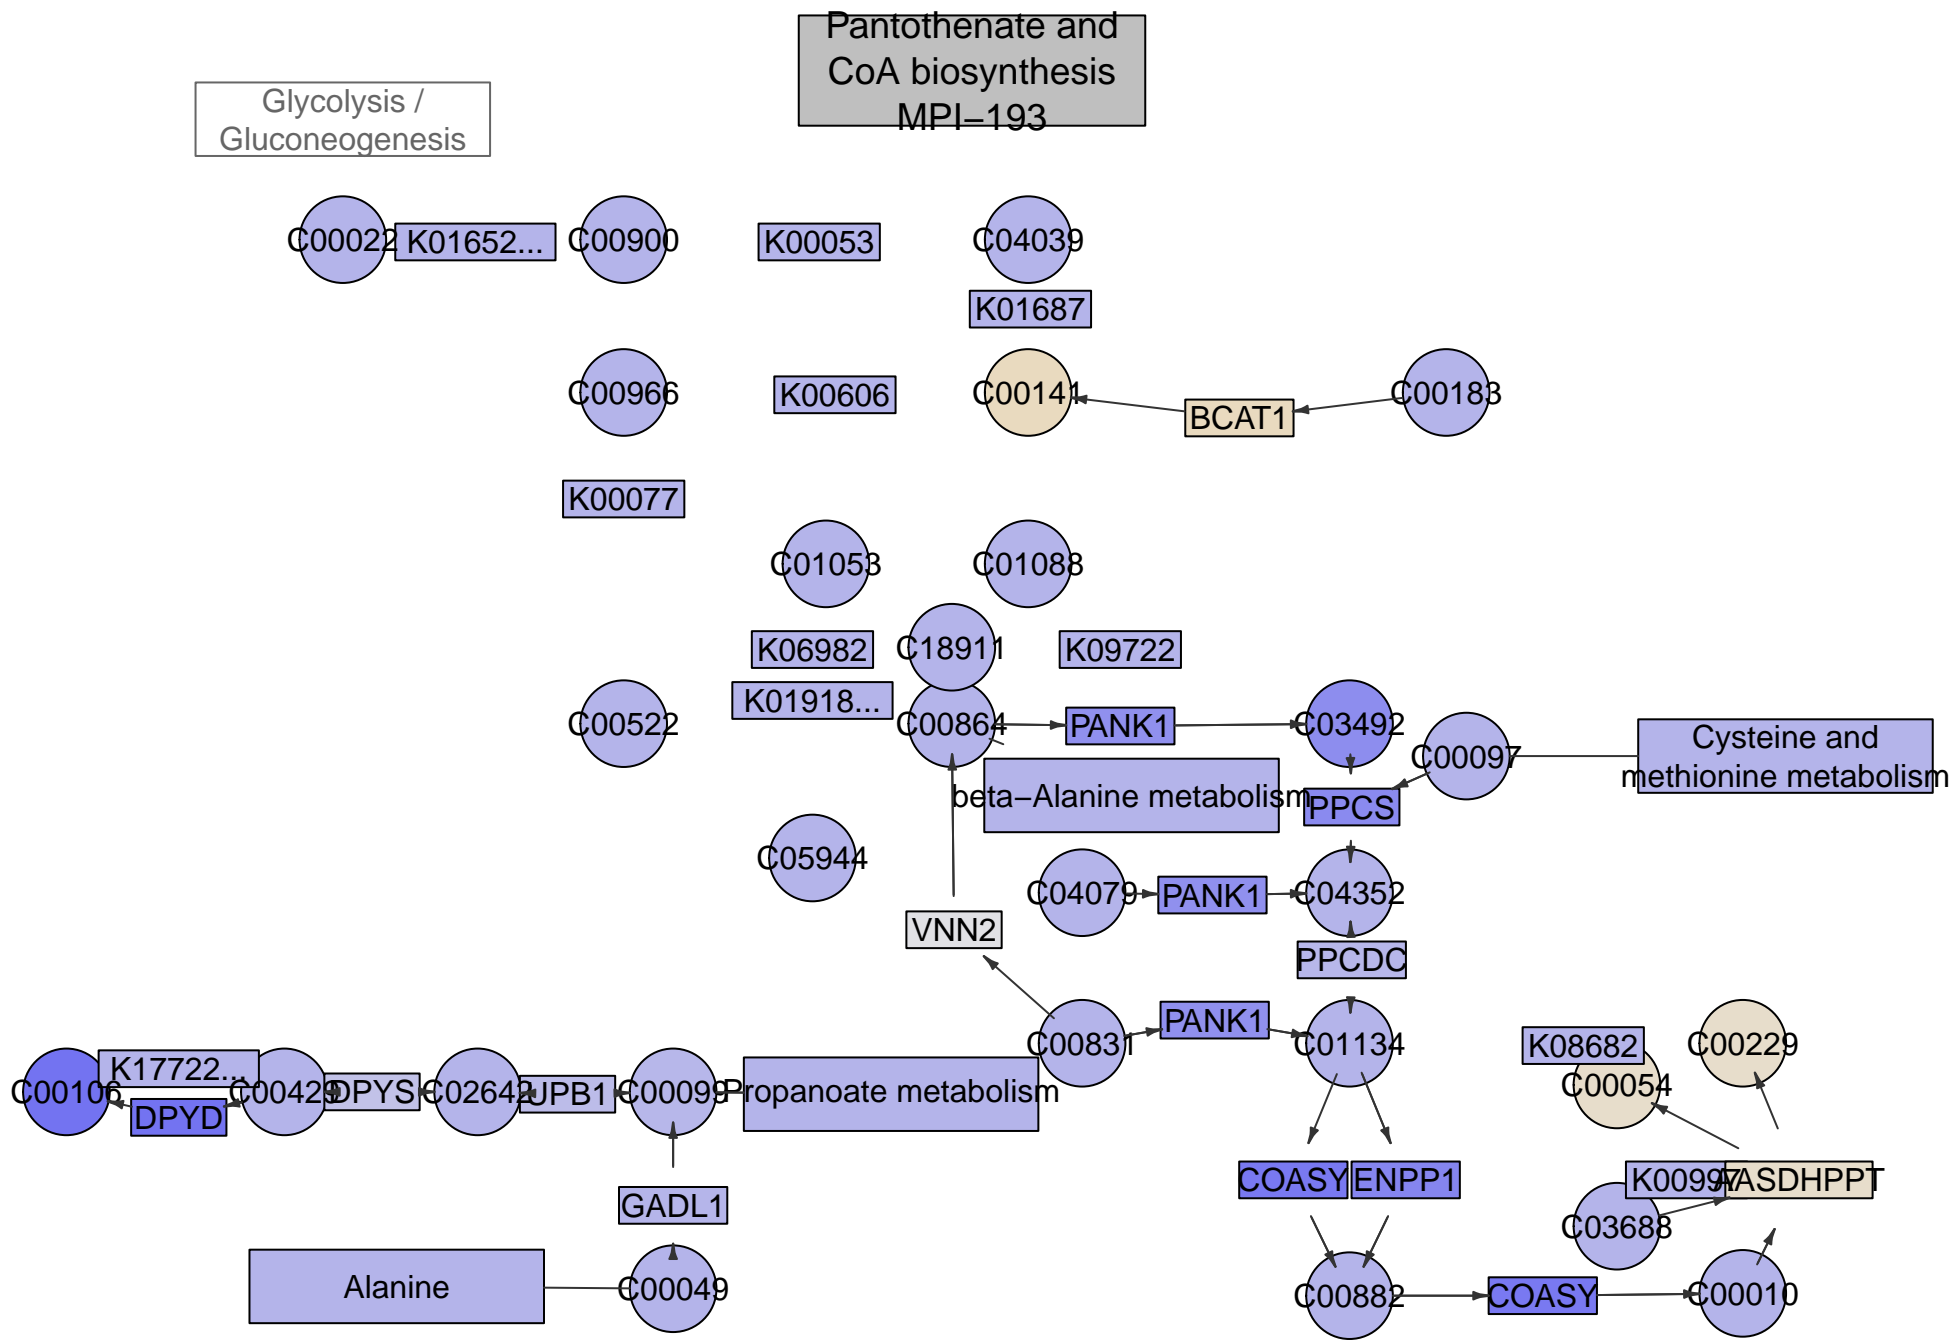 Pantothenate and
CoA biosynthesis
MPI−193
Glycolysis /
Gluconeogenesis
C00022
K01652...
C00900
K00053
C04039
K01687
C00966
K00606
C00141
BCAT1
C00183
K00077
C01053
C01088
K06982
C18911
K09722
K01918...
C00522
C00864
PANK1
C03492
C00097
Cysteine and
methionine metabolism
beta−Alanine metabolism
PPCS
C05944
C04079
PANK1
C04352
VNN2
PPCDC
C00831
PANK1
C01134
K08682
C00229
C00054
K17722...
C00106
DPYD
C00429
DPYS
C02642
UPB1
C00099
Propanoate metabolism
COASY
ENPP1
K00997
AASDHPPT
GADL1
C03688
Alanine
C00049
C00882
COASY
C00010